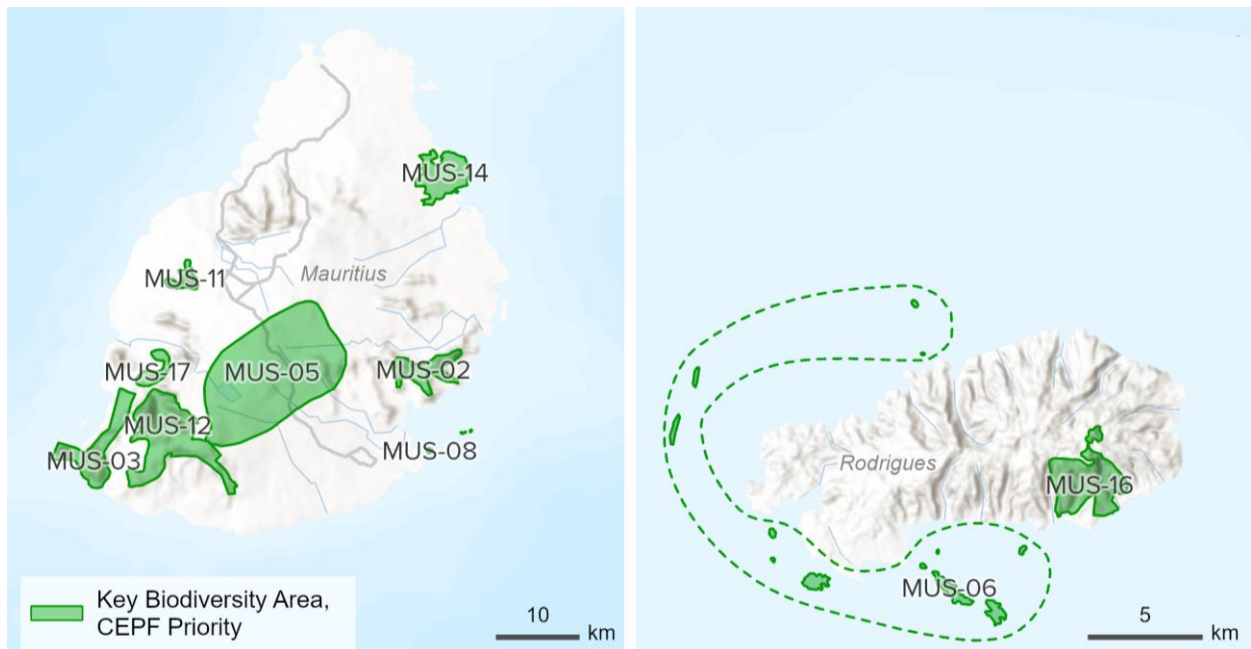 MUS-14
MUS-11
Mauritius
MUS-17
MUS-05
MUS-02
MUS-12
MUS-08
MUS-03
Key Biodiversity Area,
CEPF Priority
10
km
Rodrigues
MUS-16
MUS-06
5
km